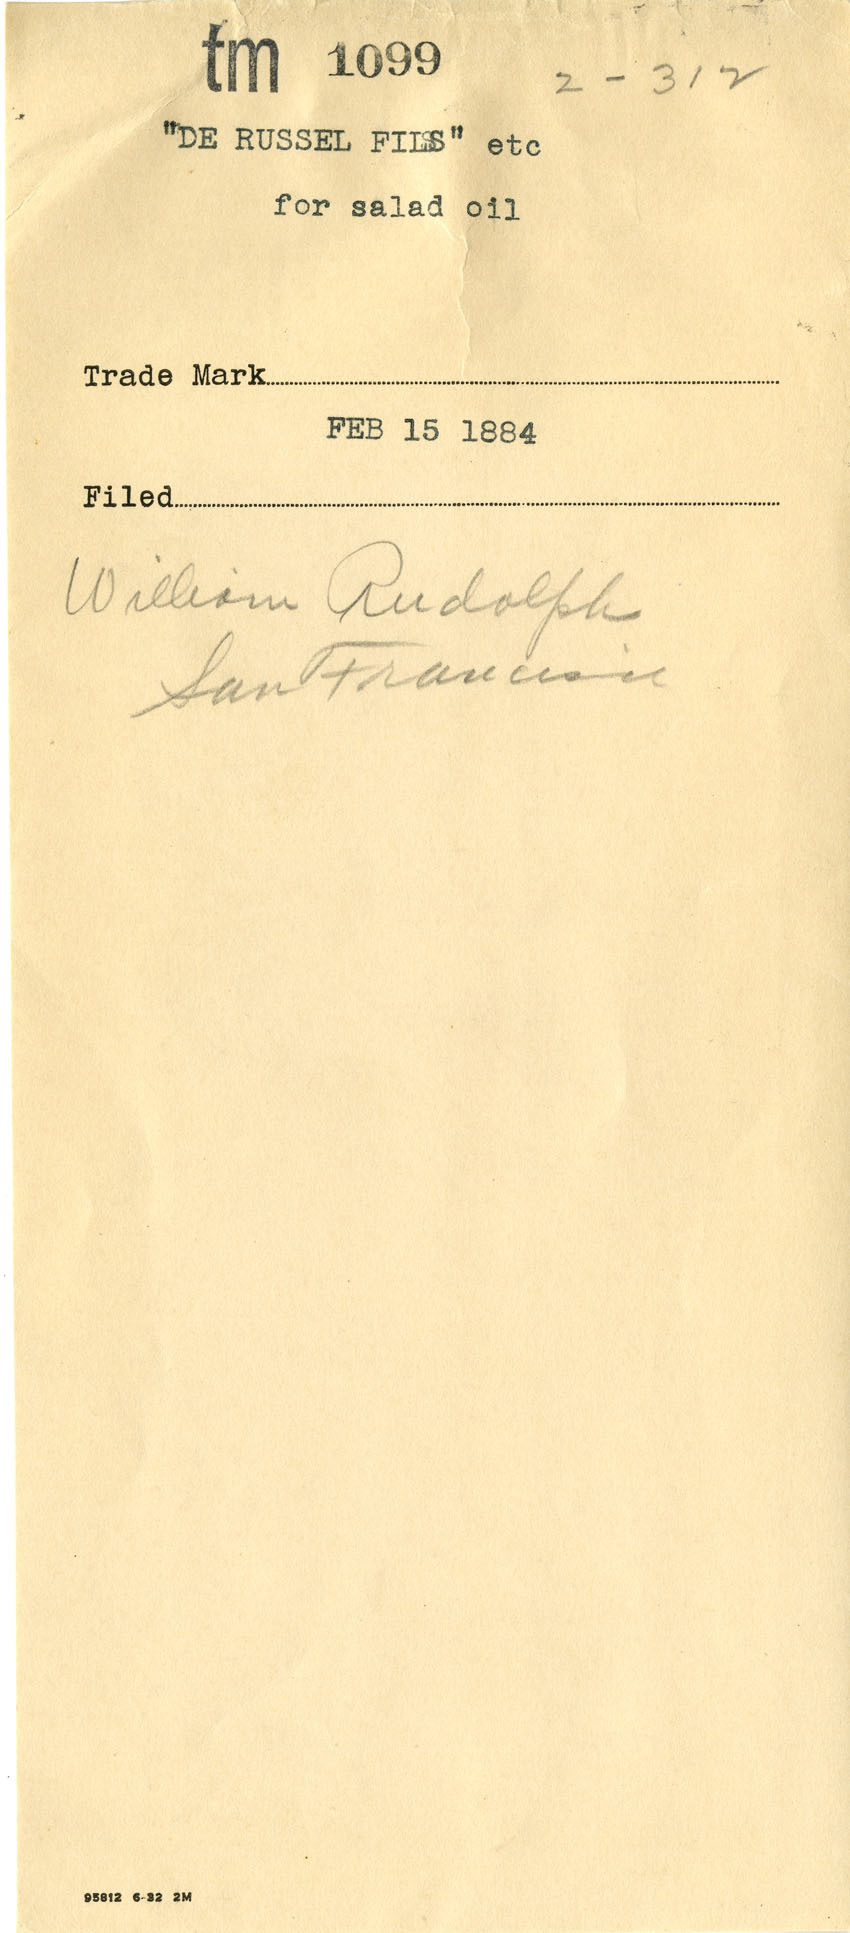 tm 1099 2-312
"DE RUSSEL FILS" etc
for salad oil
Trade Mark
FEB 15 1884
Filed
William Rudolph
San Francisco
95812 6-32 2M